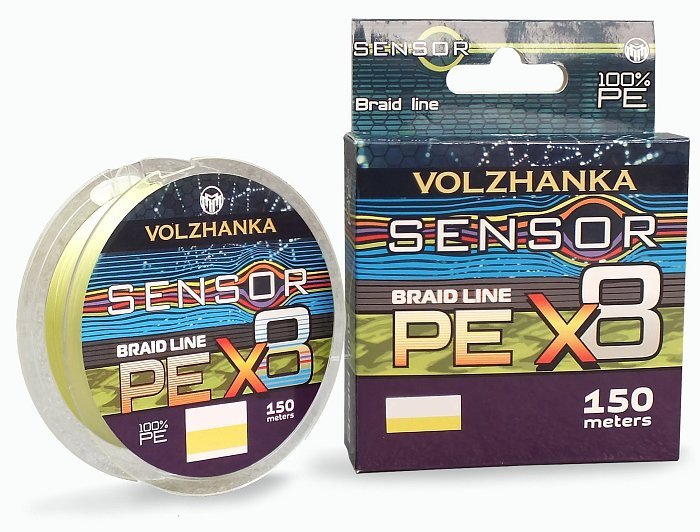 VOLZHANKA
SENSOR
BRAID LINE
PE X8
100%
PE
150
meters
SENSOR
Braid line
100%
PE
VOLZHANKA
SENSOR
BRAID LINE
PE X8
150
meters